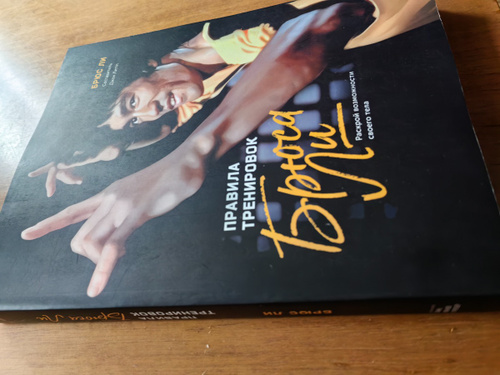 БРЮС ЛИ
ПРАВИЛА
ТРЕНИРОВОК
Брюса
Ли
Раскрой возможности
своего тела
ПРАВИЛА
ТРЕНИРОВОК
Брюса Ли
БРЮС ЛИ